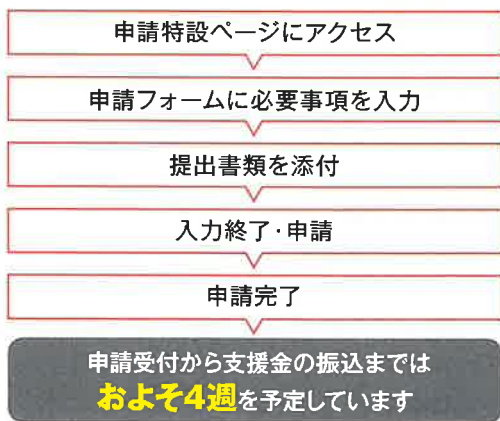 申請特設ページにアクセス
申請フォームに必要事項を入力
提出書類を添付
入力終了・申請
申請完了
申請受付から支援金の振込までは
およそ4週を予定しています